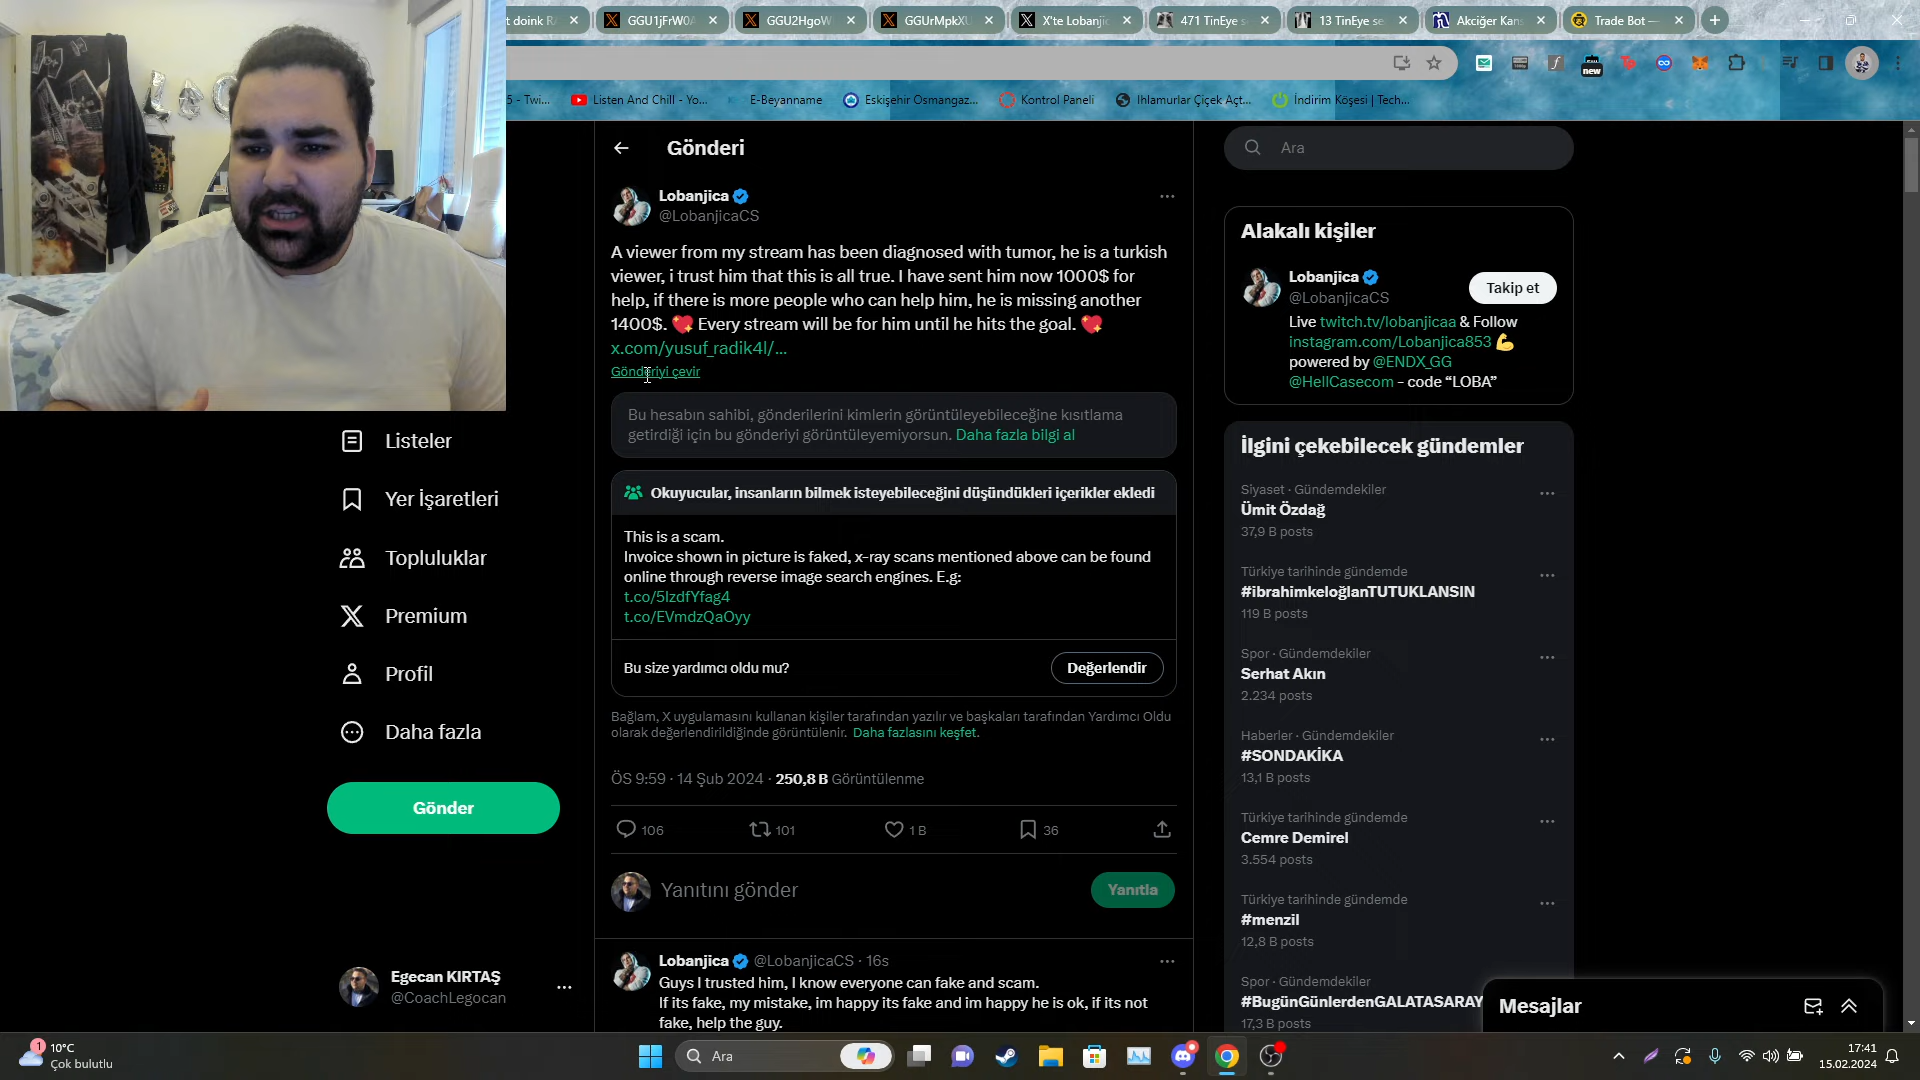 t doink R
GGU1jFrW0
GGU2HgoW
GGUrMpkXU
X'te Lobanjic
471 TinEye s
13 TinEye se
Akciğer Kan
Trade Bot —
new
5 - Twi...
Listen And Chill - Yo...
E-Beyanname
Eskişehir Osmangaz...
Kontrol Paneli
Ihlamurlar Çiçek Açt...
İndirim Köşesi | Tech...
Gönderi
Ara
Lobanjica
@LobanjicaCS
A viewer from my stream has been diagnosed with tumor, he is a turkish
viewer, i trust him that this is all true. I have sent him now 1000$ for
help, if there is more people who can help him, he is missing another
1400$. 💖 Every stream will be for him until he hits the goal. 💖
x.com/yusuf_radik4l/...
Gönderiyi çevir
Bu hesabın sahibi, gönderilerini kimlerin görüntüleyebileceğine kısıtlama
getirdiği için bu gönderiyi görüntüleyemiyorsun. Daha fazla bilgi al
Okuyucular, insanların bilmek isteyebileceğini düşündükleri içerikler ekledi
This is a scam.
Invoice shown in picture is faked, x-ray scans mentioned above can be found
online through reverse image search engines. E.g:
t.co/5lzdfYfag4
t.co/EVmdzQaOyy
Bu size yardımcı oldu mu?
Değerlendir
Bağlam, X uygulamasını kullanan kişiler tarafından yazılır ve başkaları tarafından Yardımcı Oldu
olarak değerlendirildiğinde görüntülenir. Daha fazlasını keşfet.
ÖS 9:59 · 14 Şub 2024 · 250,8 B Görüntülenme
106
101
1 B
36
Yanıtını gönder
Yanıtla
Lobanjica @LobanjicaCS · 16s
Guys I trusted him, I know everyone can fake and scam.
If its fake, my mistake, im happy its fake and im happy he is ok, if its not
fake, help the guy.
Listeler
Yer İşaretleri
Topluluklar
Premium
Profil
Daha fazla
Gönder
Egecan KIRTAŞ
@CoachLegocan
Alakalı kişiler
Lobanjica
@LobanjicaCS
Takip et
Live twitch.tv/lobanjicaa & Follow
instagram.com/Lobanjica853 💪
powered by @ENDX_GG
@HellCasecom - code “LOBA”
İlgini çekebilecek gündemler
Siyaset · Gündemdekiler
Ümit Özdağ
37,9 B posts
Türkiye tarihinde gündemde
#ibrahimkeloğlanTUTUKLANSIN
119 B posts
Spor · Gündemdekiler
Serhat Akın
2.234 posts
Haberler · Gündemdekiler
#SONDAKİKA
13,1 B posts
Türkiye tarihinde gündemde
Cemre Demirel
3.554 posts
Türkiye tarihinde gündemde
#menzil
12,8 B posts
Spor · Gündemdekiler
#BugünGünlerdenGALATASARAY
17,3 B posts
Mesajlar
1
10°C
Çok bulutlu
Ara
17:41
15.02.2024